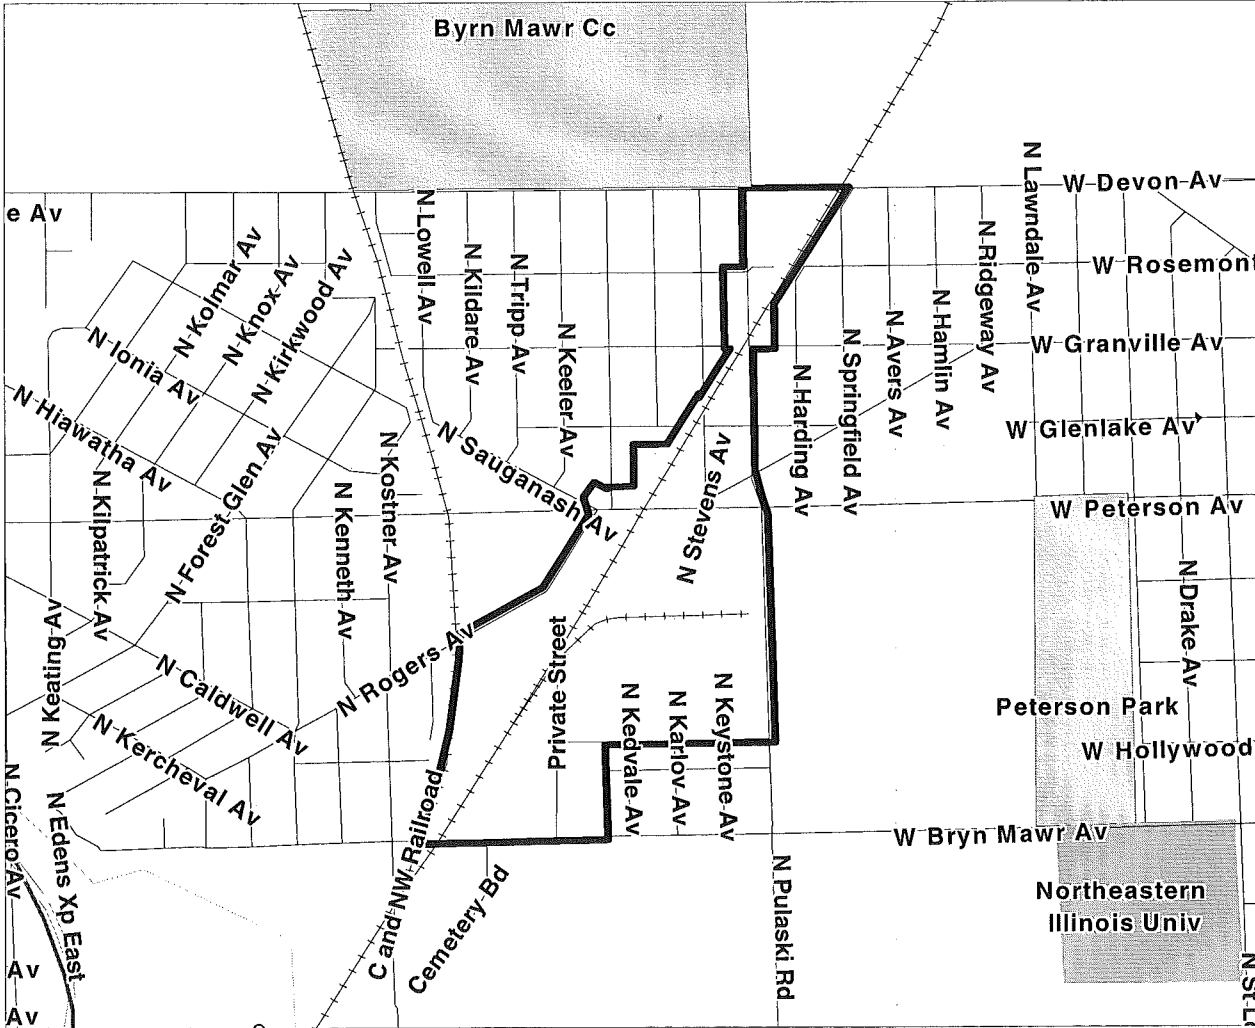 Byrn Mawr Cc
N Lawndale Av
W Devon Av
e Av
N Lowell Av
N Kolmar Av
N Knox Av
N Kirkwood Av
N Kildare Av
N Tripp Av
N Keeler Av
N Ridgeway Av
W Rosemont
N Hamlin Av
N Avers Av
N Springfield Av
N Harding Av
W Granville Av
N Ionia Av
N Hiawatha Av
N Sauganash Av
W Glenlake Av
N Kostner Av
N Stevens Av
N Forest Glen Av
N Kilpatrick Av
N Kenneth Av
W Peterson Av
N Drake Av
N Keating Av
Private Street
N Rogers Av
N Caldwell Av
N Kedvale Av
N Karlov Av
N Keystone Av
Peterson Park
N Kercheval Av
W Hollywood
N Cicero Av
N Edens Xp East
C and NW Railroad
W Bryn Mawr Av
Cemetery Bd
N Pulaski Rd
Northeastern
Illinois Univ
Av
Av